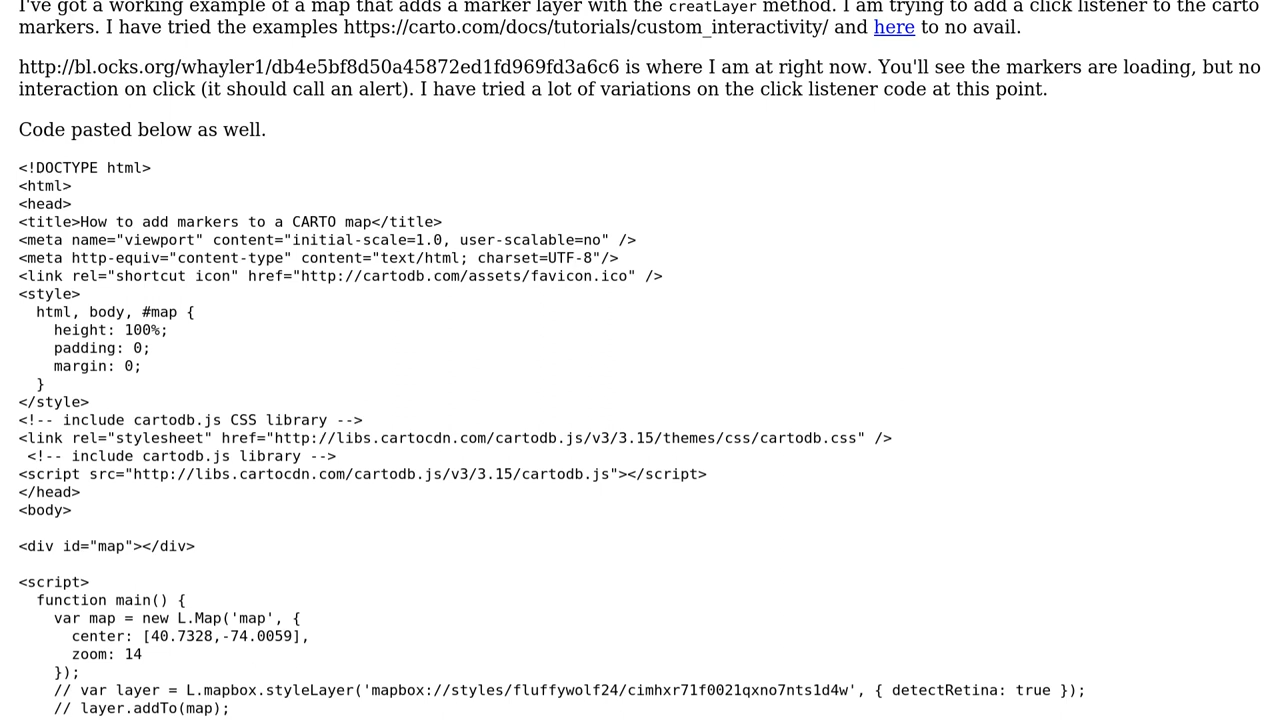 I've got a working example of a map that adds a marker layer with the creatLayer method. I am trying to add a click listener to the carto
markers. I have tried the examples https://carto.com/docs/tutorials/custom_interactivity/ and here to no avail.
http://bl.ocks.org/whayler1/db4e5bf8d50a45872ed1fd969fd3a6c6 is where I am at right now. You'll see the markers are loading, but no
interaction on click (it should call an alert). I have tried a lot of variations on the click listener code at this point.
Code pasted below as well.
<!DOCTYPE html>
<html>
<head>
<title>How to add markers to a CARTO map</title>
<meta name="viewport" content="initial-scale=1.0, user-scalable=no" />
<meta http-equiv="content-type" content="text/html; charset=UTF-8"/>
<link rel="shortcut icon" href="http://cartodb.com/assets/favicon.ico" />
<style>
  html, body, #map {
    height: 100%;
    padding: 0;
    margin: 0;
  }
</style>
<!-- include cartodb.js CSS library -->
<link rel="stylesheet" href="http://libs.cartocdn.com/cartodb.js/v3/3.15/themes/css/cartodb.css" />
 <!-- include cartodb.js library -->
<script src="http://libs.cartocdn.com/cartodb.js/v3/3.15/cartodb.js"></script>
</head>
<body>
<div id="map"></div>
<script>
  function main() {
    var map = new L.Map('map', {
      center: [40.7328,-74.0059],
      zoom: 14
    });
    // var layer = L.mapbox.styleLayer('mapbox://styles/fluffywolf24/cimhxr71f0021qxno7nts1d4w', { detectRetina: true });
    // layer.addTo(map);